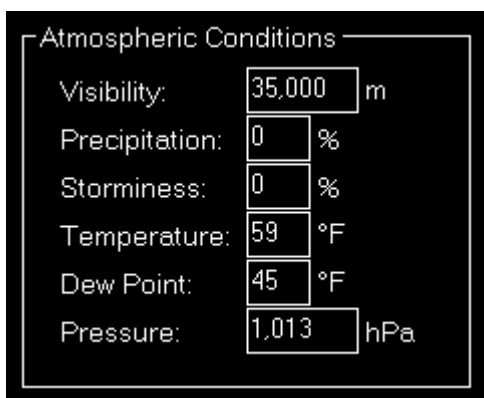 Atmospheric Conditions
Visibility: 35,000 m
Precipitation: 0 %
Storminess: 0 %
Temperature: 59 °F
Dew Point: 45 °F
Pressure: 1,013 hPa